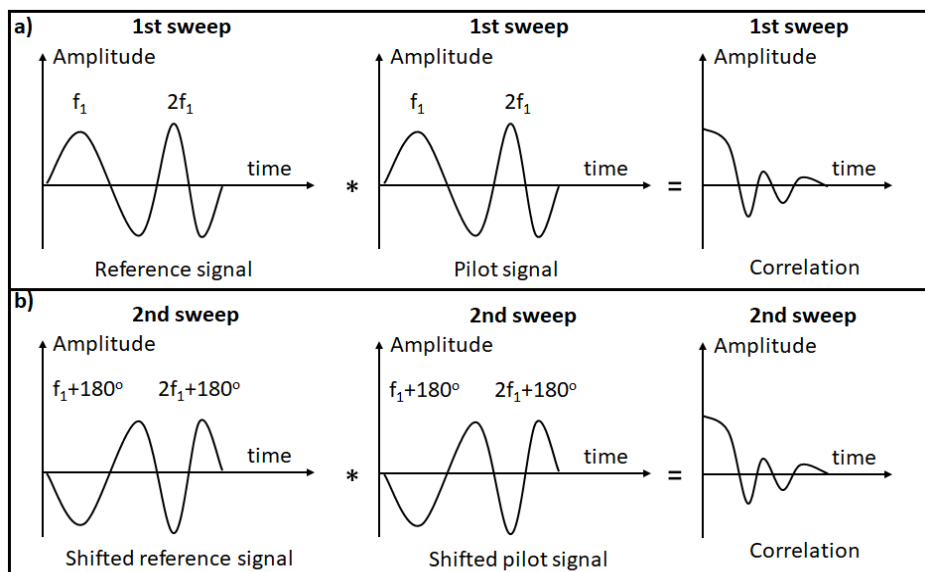 a)
1st sweep
1st sweep
1st sweep
Amplitude
Amplitude
Amplitude
f₁
2f₁
f₁
2f₁
time
time
time
*
=
Reference signal
Pilot signal
Correlation
b)
2nd sweep
2nd sweep
2nd sweep
Amplitude
Amplitude
Amplitude
f₁+180°
2f₁+180°
f₁+180°
2f₁+180°
time
time
time
*
=
Shifted reference signal
Shifted pilot signal
Correlation